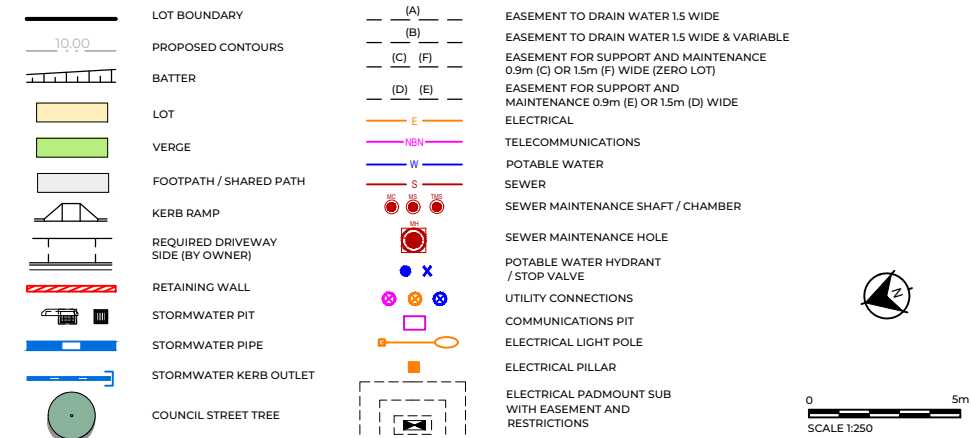 LOT BOUNDARY
10.00
PROPOSED CONTOURS
BATTER
LOT
VERGE
FOOTPATH / SHARED PATH
KERB RAMP
REQUIRED DRIVEWAY
SIDE (BY OWNER)
RETAINING WALL
STORMWATER PIT
STORMWATER PIPE
STORMWATER KERB OUTLET
COUNCIL STREET TREE
(A)
EASEMENT TO DRAIN WATER 1.5 WIDE
(B)
EASEMENT TO DRAIN WATER 1.5 WIDE & VARIABLE
(C) (F)
EASEMENT FOR SUPPORT AND MAINTENANCE
0.9m (C) OR 1.5m (F) WIDE (ZERO LOT)
(D) (E)
EASEMENT FOR SUPPORT AND
MAINTENANCE 0.9m (E) OR 1.5m (D) WIDE
E
ELECTRICAL
NBN
TELECOMMUNICATIONS
W
POTABLE WATER
S
SEWER
MC MS TMS
SEWER MAINTENANCE SHAFT / CHAMBER
MH
SEWER MAINTENANCE HOLE
POTABLE WATER HYDRANT
/ STOP VALVE
UTILITY CONNECTIONS
COMMUNICATIONS PIT
ELECTRICAL LIGHT POLE
ELECTRICAL PILLAR
ELECTRICAL PADMOUNT SUB
WITH EASEMENT AND
RESTRICTIONS
N
0 5m
SCALE 1:250